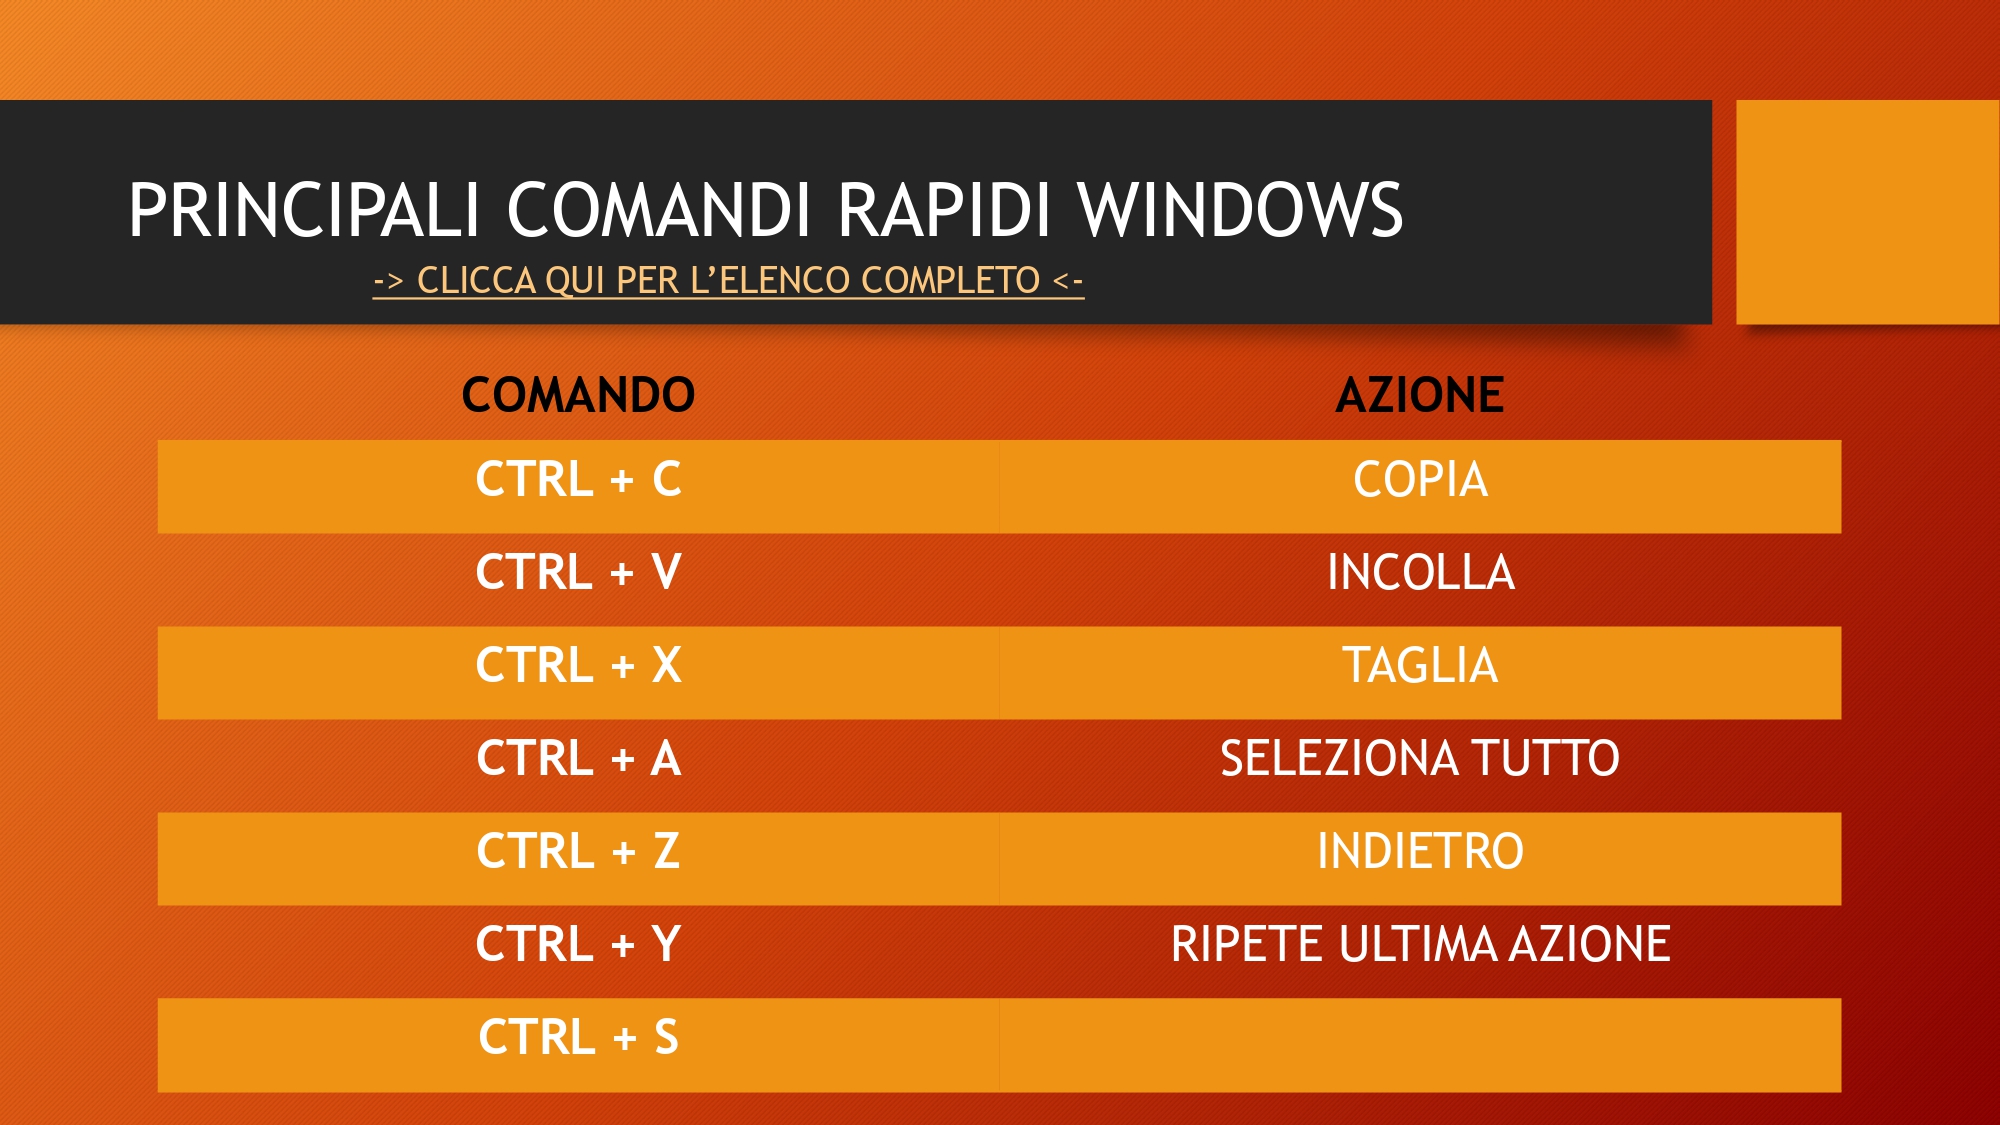 PRINCIPALI COMANDI RAPIDI WINDOWS
-> CLICCA QUI PER L’ELENCO COMPLETO <-
COMANDO AZIONE
CTRL + C COPIA
CTRL + V INCOLLA
CTRL + X TAGLIA
CTRL + A SELEZIONA TUTTO
CTRL + Z INDIETRO
CTRL + Y RIPETE ULTIMA AZIONE
CTRL + S